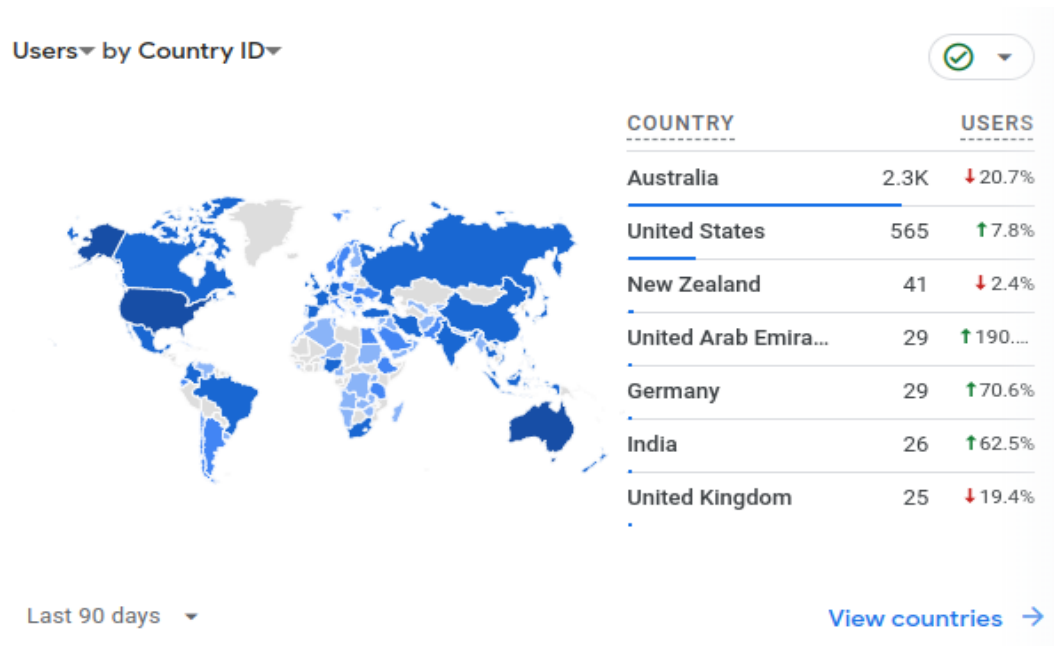 Users by Country ID
COUNTRY USERS
Australia 2.3K 20.7%
United States 565 7.8%
New Zealand 41 2.4%
United Arab Emira... 29 190....
Germany 29 70.6%
India 26 62.5%
United Kingdom 25 19.4%
Last 90 days View countries